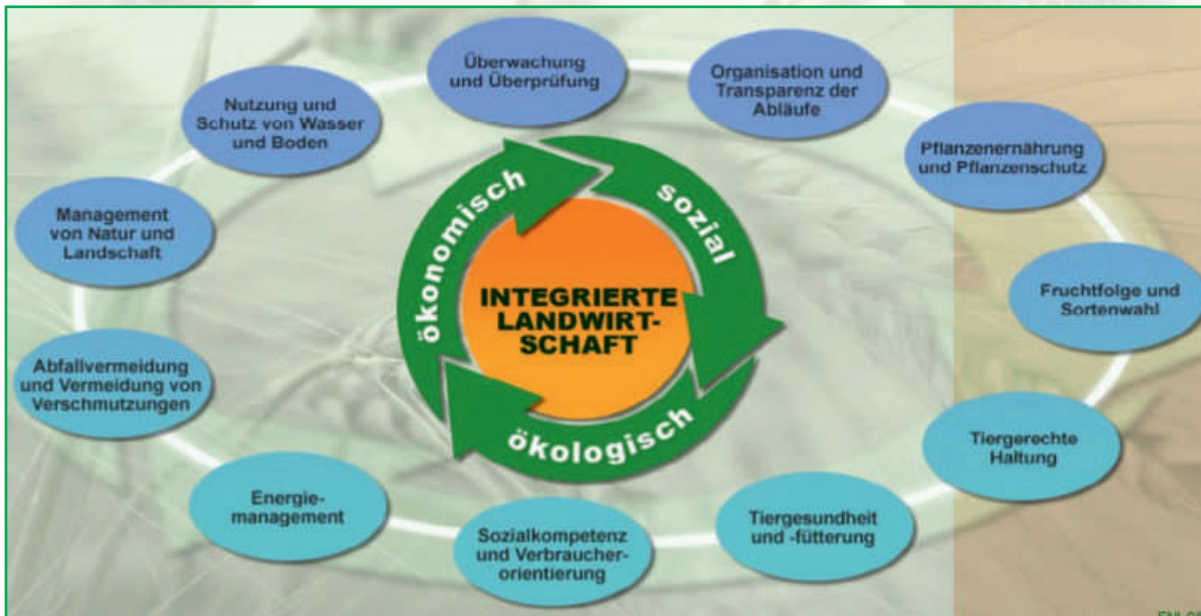 Überwachung
und Überprüfung
Organisation und
Transparenz der
Abläufe
Pflanzenernährung
und Pflanzenschutz
Fruchtfolge und
Sortenwahl
Tiergerechte
Haltung
Tiergesundheit
und -fütterung
Sozialkompetenz
und Verbraucher-
orientierung
Energie-
management
Abfallvermeidung
und Vermeidung von
Verschmutzungen
Management
von Natur und
Landschaft
Nutzung und
Schutz von Wasser
und Boden
ökonomisch
sozial
ökologisch
INTEGRIERTE
LANDWIRT-
SCHAFT